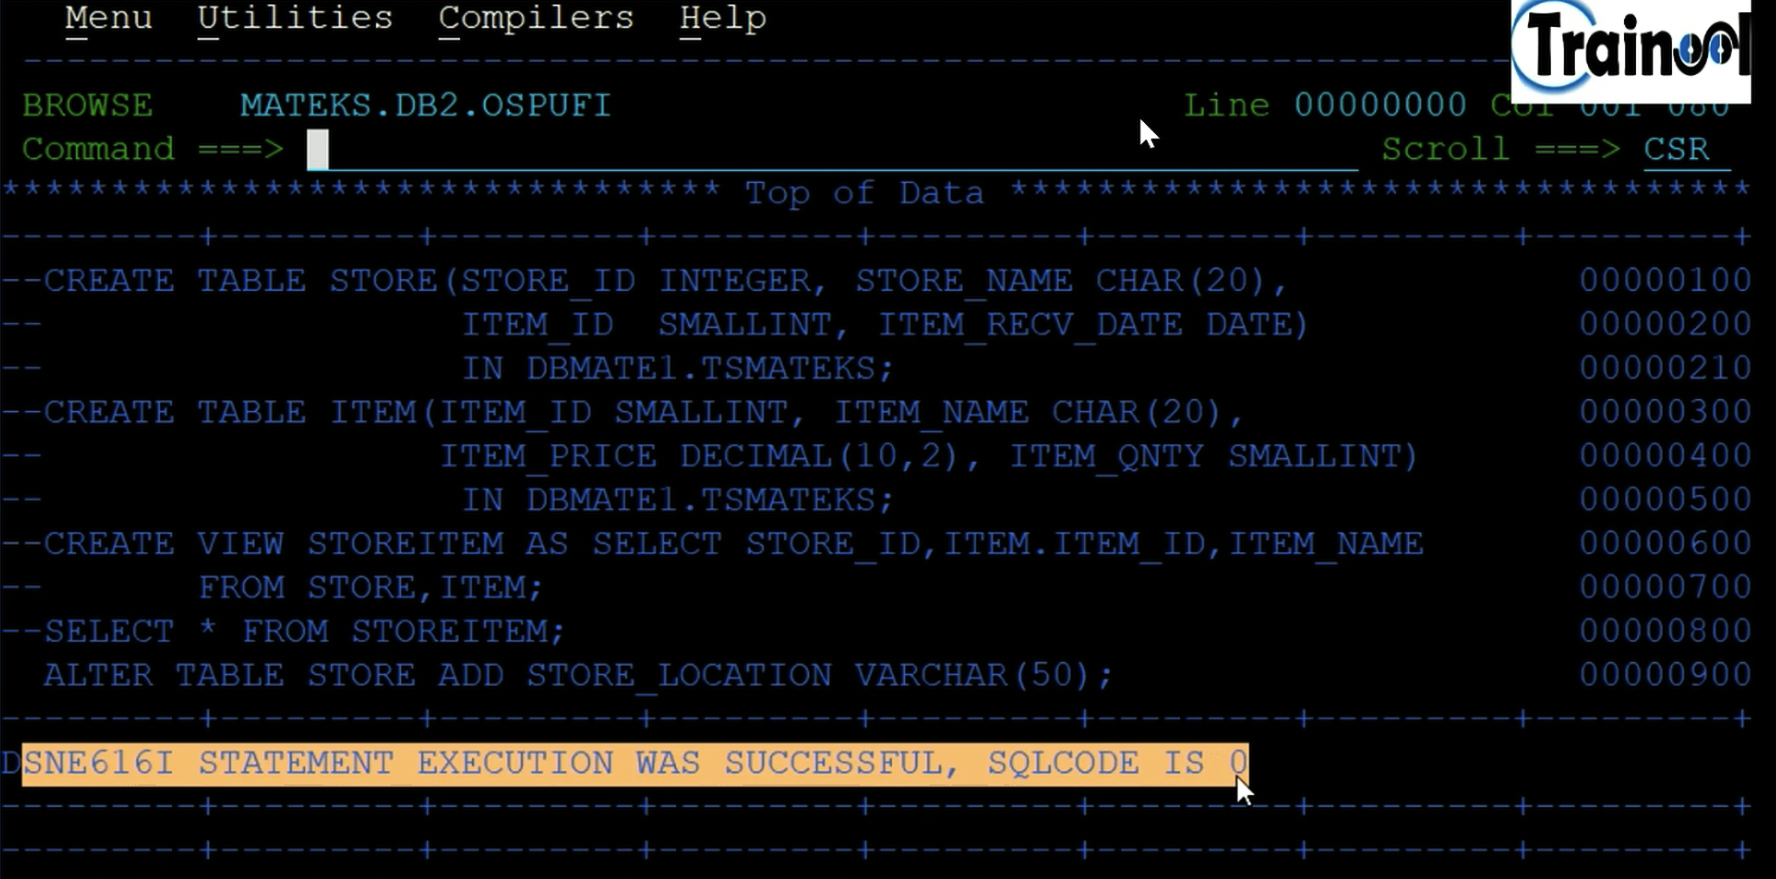 Menu Utilities Compilers Help
Trainool
BROWSE MATEKS.DB2.OSPUFI Line 00000000 Col 001 080
Command ===> Scroll ===> CSR
********************************* Top of Data **********************************
---------+---------+---------+---------+---------+---------+---------+---------+
--CREATE TABLE STORE(STORE_ID INTEGER, STORE_NAME CHAR(20), 00000100
-- ITEM_ID SMALLINT, ITEM_RECV_DATE DATE) 00000200
-- IN DBMATE1.TSMATEKS; 00000210
--CREATE TABLE ITEM(ITEM_ID SMALLINT, ITEM_NAME CHAR(20), 00000300
-- ITEM_PRICE DECIMAL(10,2), ITEM_QNTY SMALLINT) 00000400
-- IN DBMATE1.TSMATEKS; 00000500
--CREATE VIEW STOREITEM AS SELECT STORE_ID,ITEM.ITEM_ID,ITEM_NAME 00000600
-- FROM STORE,ITEM; 00000700
--SELECT * FROM STOREITEM; 00000800
ALTER TABLE STORE ADD STORE_LOCATION VARCHAR(50); 00000900
---------+---------+---------+---------+---------+---------+---------+---------+
DSNE616I STATEMENT EXECUTION WAS SUCCESSFUL, SQLCODE IS 0
---------+---------+---------+---------+---------+---------+---------+---------+
---------+---------+---------+---------+---------+---------+---------+---------+